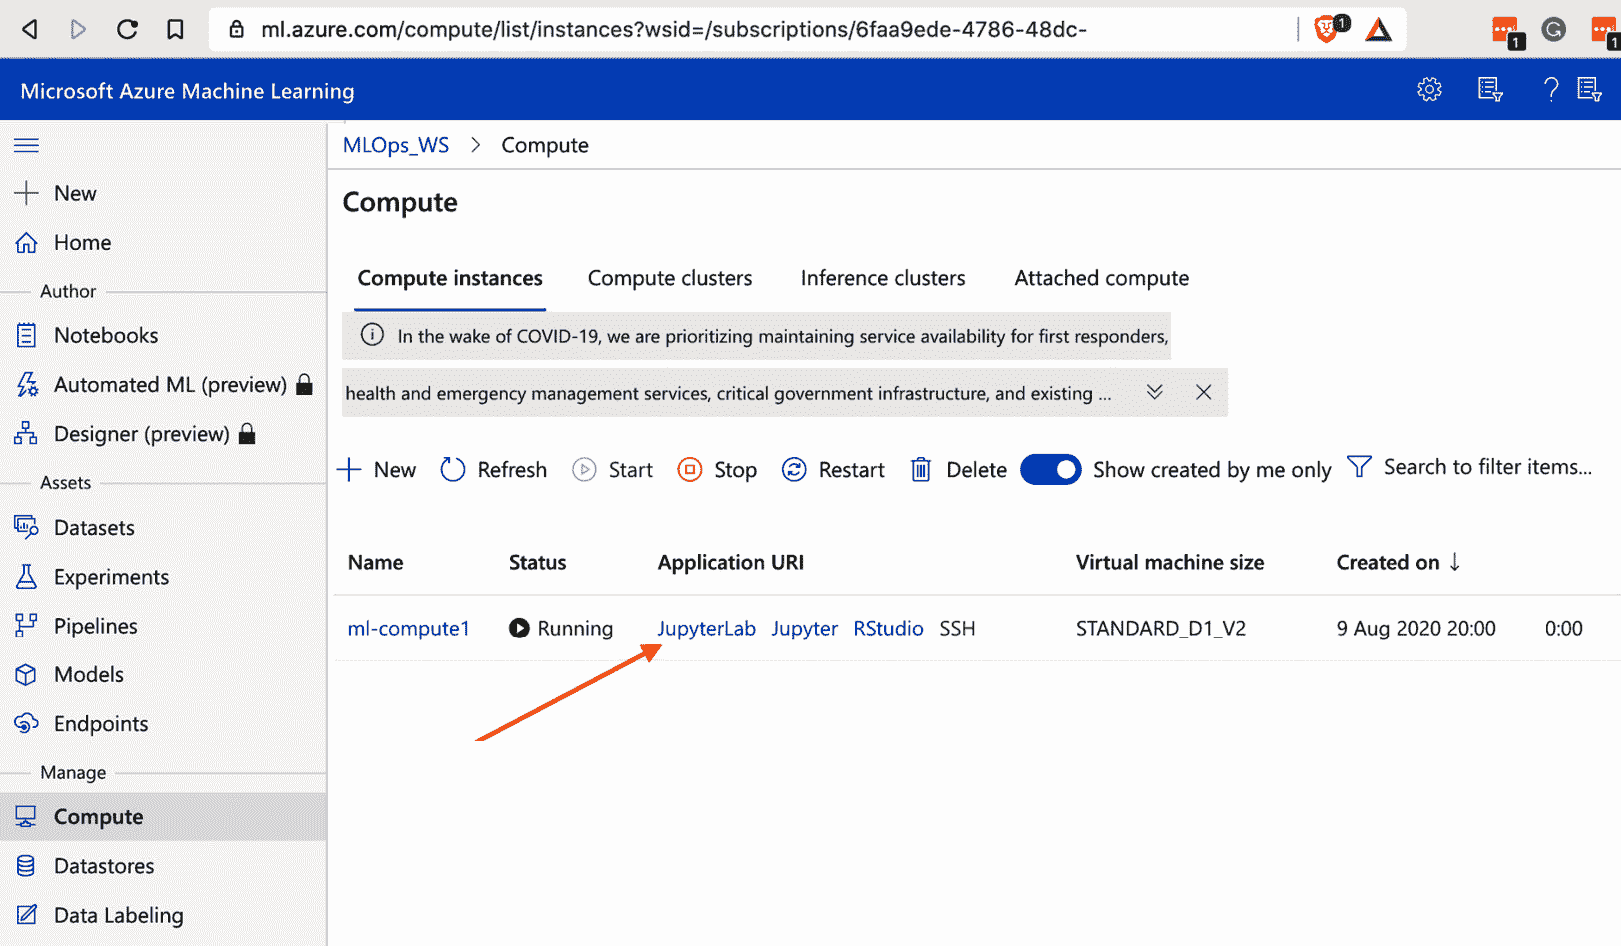 ml.azure.com/compute/list/instances?wsid=/subscriptions/6faa9ede-4786-48dc-
1
1
1
Microsoft Azure Machine Learning
New
Home
Author
Notebooks
Automated ML (preview)
Designer (preview)
Assets
Datasets
Experiments
Pipelines
Models
Endpoints
Manage
Compute
Datastores
Data Labeling
MLOps_WS > Compute
Compute
Compute instances Compute clusters Inference clusters Attached compute
In the wake of COVID-19, we are prioritizing maintaining service availability for first responders,
health and emergency management services, critical government infrastructure, and existing ...
New Refresh Start Stop Restart Delete Show created by me only Search to filter items...
Name Status Application URI Virtual machine size Created on ↓
ml-compute1 Running JupyterLab Jupyter RStudio SSH STANDARD_D1_V2 9 Aug 2020 20:00 0:00